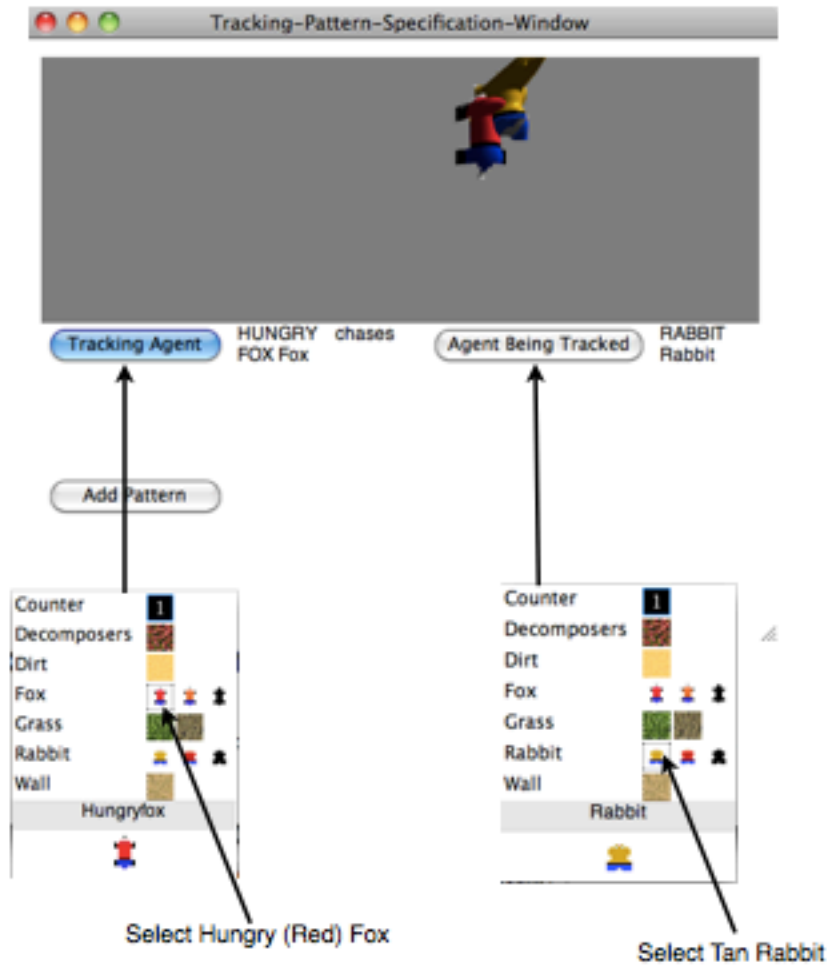 Tracking-Pattern-Specification-Window
Tracking Agent
HUNGRY chases
FOX Fox
Agent Being Tracked
RABBIT
Rabbit
Add Pattern
Counter 1
Decomposers
Dirt
Fox
Grass
Rabbit
Wall
Hungryfox
Select Hungry (Red) Fox
Counter 1
Decomposers
Dirt
Fox
Grass
Rabbit
Wall
Rabbit
Select Tan Rabbit